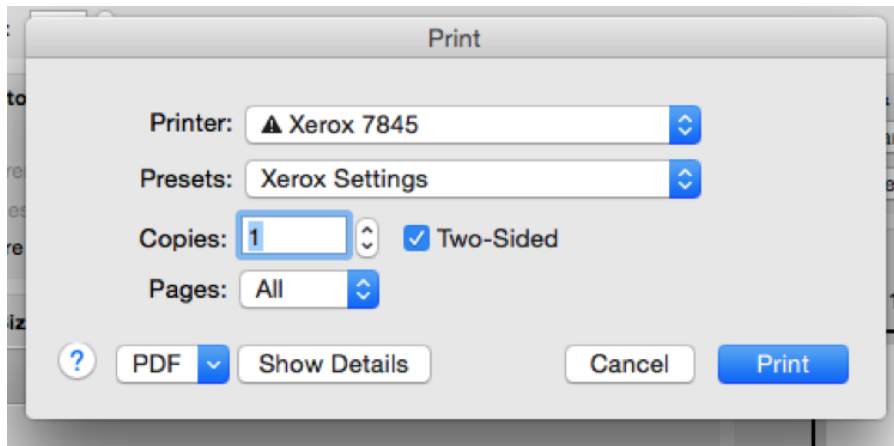 Print
Printer: ⚠ Xerox 7845
Presets: Xerox Settings
Copies: 1 Two-Sided
Pages: All
? PDF Show Details Cancel Print